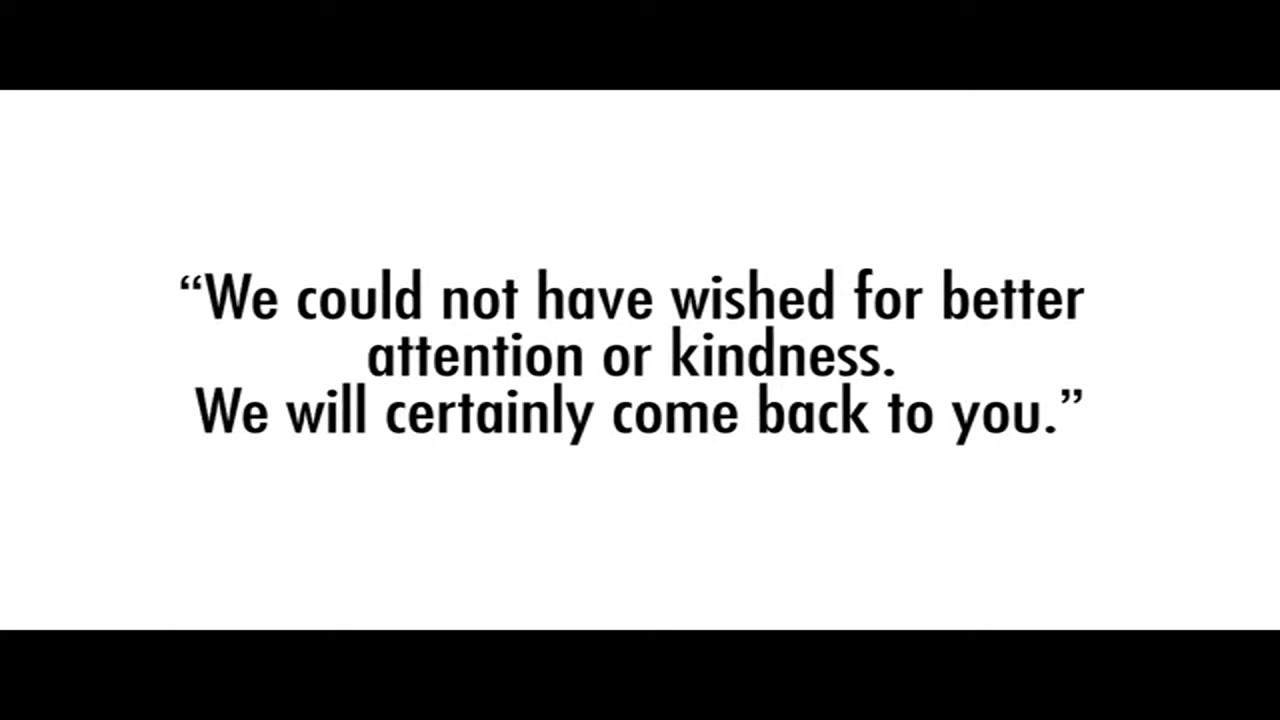 “We could not have wished for better
attention or kindness.
We will certainly come back to you.”